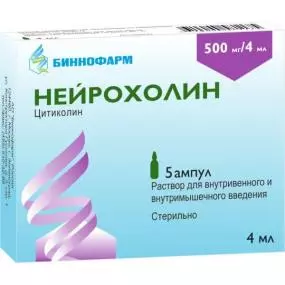 БИННОФАРМ
500 мг/4 мл
НЕЙРОХОЛИН
Цитиколин
5 ампул
Раствор для внутривенного и
внутримышечного введения
Стерильно
4 мл